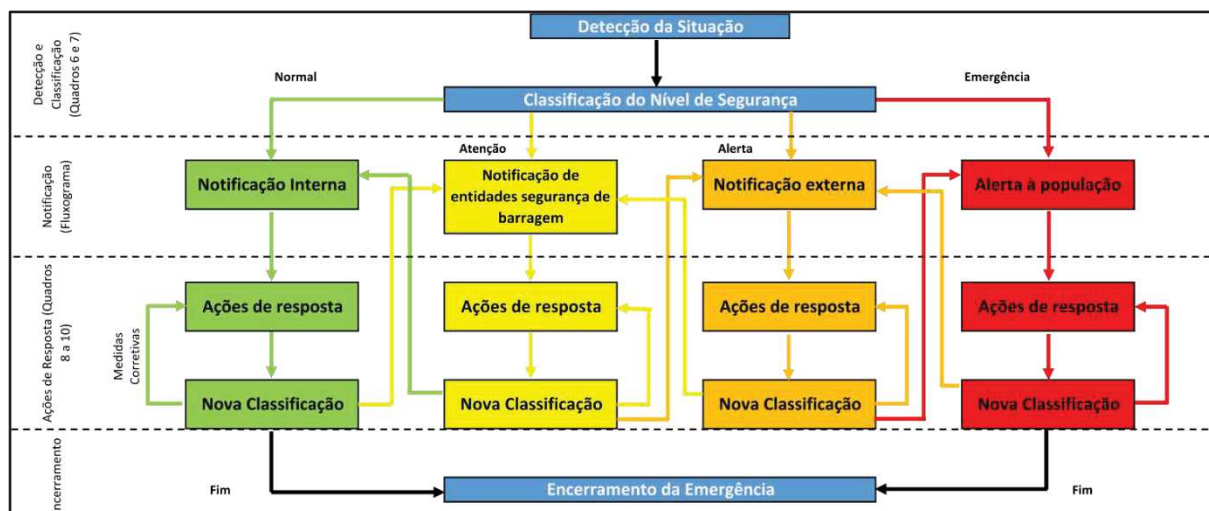 Detecção da Situação
Detecção e
Classificação
(Quadros 6 e 7)
Normal
Emergência
Classificação do Nível de Segurança
Notificação
(Fluxograma)
Atenção
Alerta
Notificação Interna
Notificação de
entidades segurança de
barragem
Notificação externa
Alerta à população
Ações de Resposta (Quadros
8 a 10)
Medidas
Corretivas
Ações de resposta
Ações de resposta
Ações de resposta
Ações de resposta
Nova Classificação
Nova Classificação
Nova Classificação
Nova Classificação
Encerramento
Fim
Encerramento da Emergência
Fim